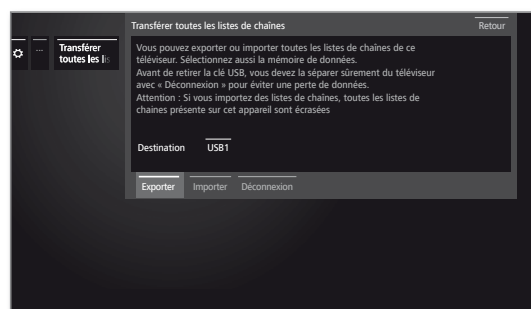 Transférer toutes les listes de chaînes
Retour
...
Transférer
toutes les lis
Vous pouvez exporter ou importer toutes les listes de chaînes de ce
téléviseur. Sélectionnez aussi la mémoire de données.
Avant de retirer la clé USB, vous devez la séparer sûrement du téléviseur
avec « Déconnexion » pour éviter une perte de données.
Attention : Si vous importez des listes de chaînes, toutes les listes de
chaines présente sur cet appareil sont écrasées
Destination USB1
Exporter Importer Déconnexion